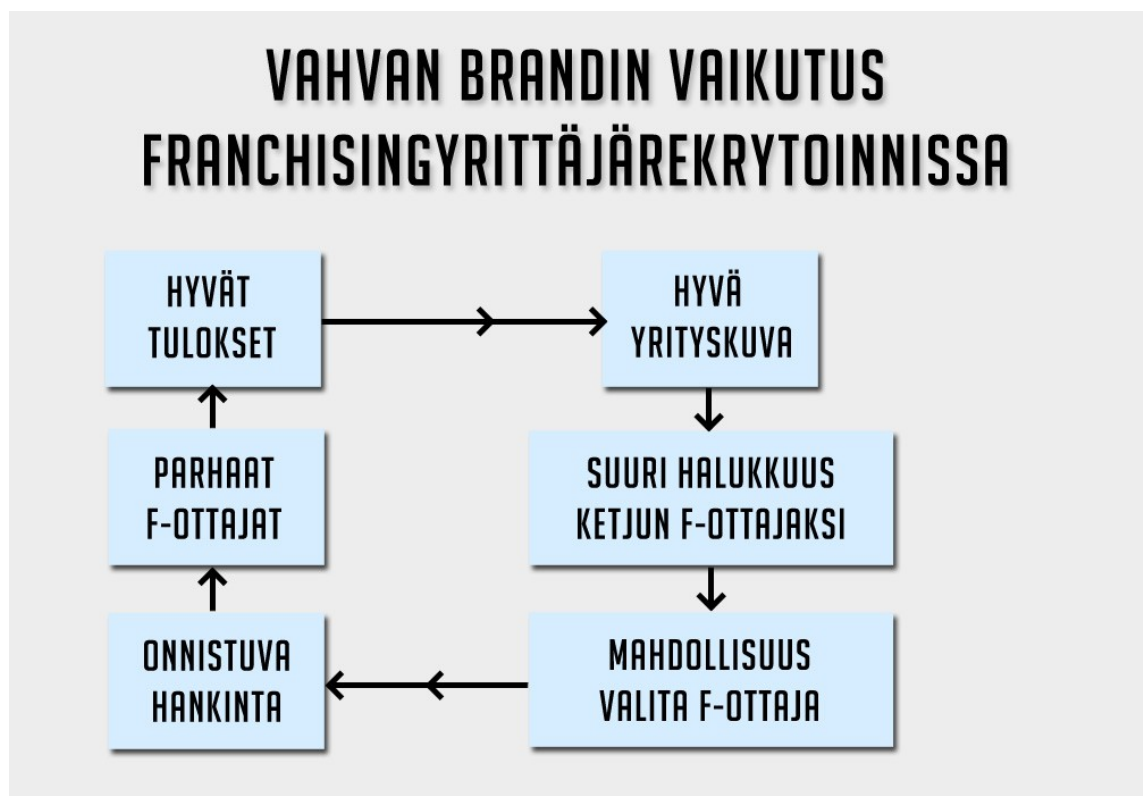 VAHVAN BRANDIN VAIKUTUS
FRANCHISINGYRITTÄJÄREKRYTOINNISSA
HYVÄT
TULOKSET
HYVÄ
YRITYSKUVA
PARHAAT
F-OTTAJAT
SUURI HALUKKUUS
KETJUN F-OTTAJAKSI
ONNISTUVA
HANKINTA
MAHDOLLISUUS
VALITA F-OTTAJA